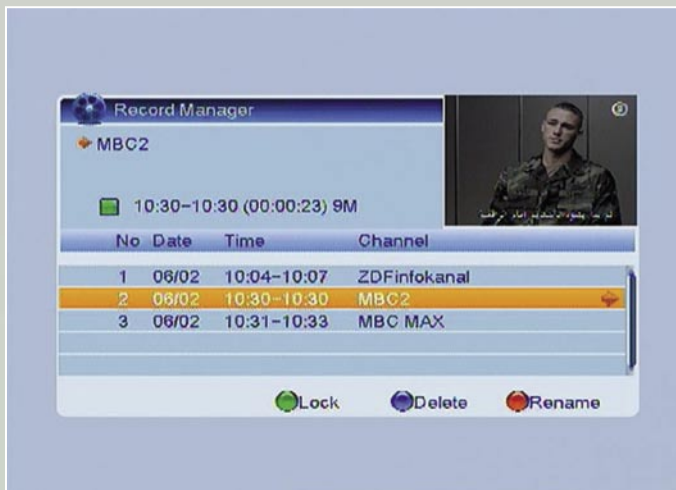 Record Manager
MBC2
10:30-10:30 (00:00:23) 9M
No Date Time Channel
1 06/02 10:04-10:07 ZDFinfokanal
2 06/02 10:30-10:30 MBC2
3 06/02 10:31-10:33 MBC MAX
Lock Delete Rename